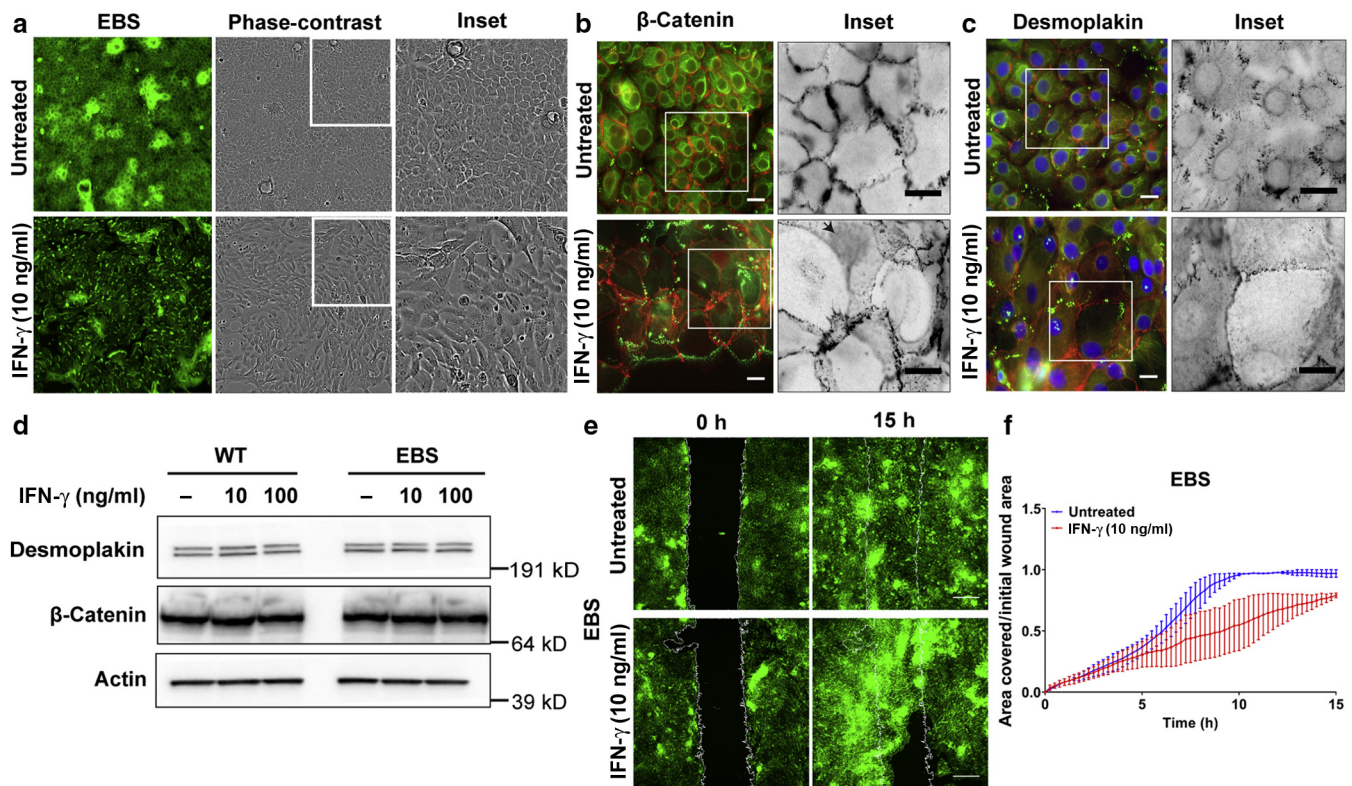 a
EBS Phase-contrast Inset
Untreated
IFN-γ (10 ng/ml)
b
β-Catenin Inset
Untreated
IFN-γ (10 ng/ml)
c
Desmoplakin Inset
Untreated
IFN-γ (10 ng/ml)
d
WT EBS
IFN-γ (ng/ml) – 10 100 – 10 100
Desmoplakin
191 kD
β-Catenin
64 kD
Actin
39 kD
e
0 h 15 h
Untreated
IFN-γ (10 ng/ml)
EBS
f
EBS
Untreated
IFN-γ (10 ng/ml)
Area covered/initial wound area
1.5
1.0
0.5
0.0
0 5 10 15
Time (h)